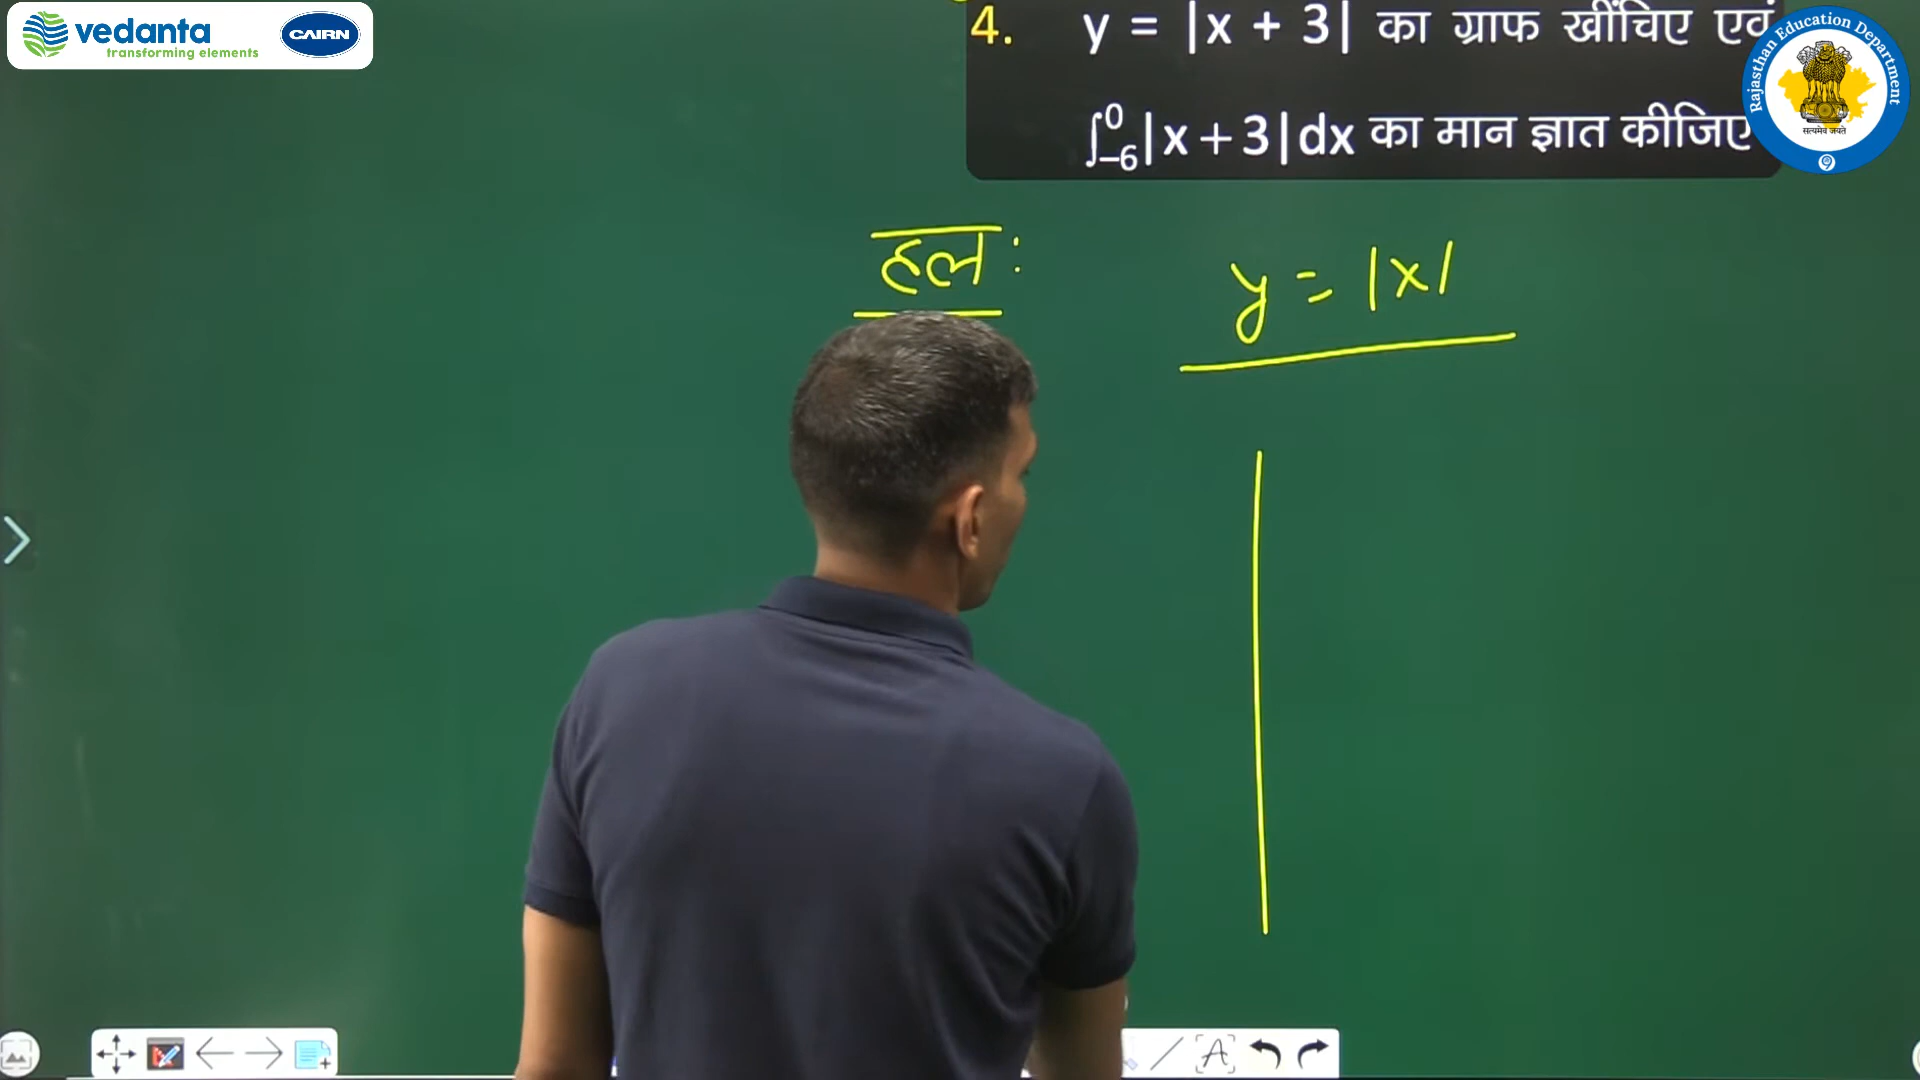 vedanta
transforming elements
CAIRN
4. y = |x + 3| का ग्राफ खींचिए एवं
∫₋₆⁰|x + 3|dx का मान ज्ञात कीजिए
Rajasthan Education Department
सत्यमेव जयते
हल :
y = |x|
A